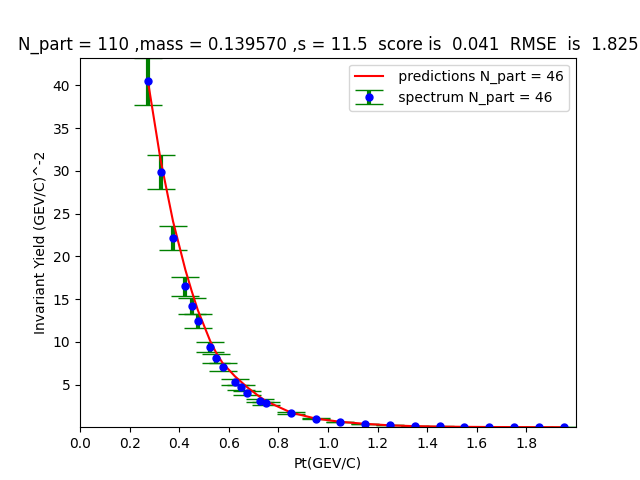 N_part = 110 ,mass = 0.139570 ,s = 11.5  score is  0.041  RMSE  is  1.825
predictions N_part = 46
spectrum N_part = 46
Invariant Yield (GEV/C)^-2
40
35
30
25
20
15
10
5
0.0 0.2 0.4 0.6 0.8 1.0 1.2 1.4 1.6 1.8
Pt(GEV/C)